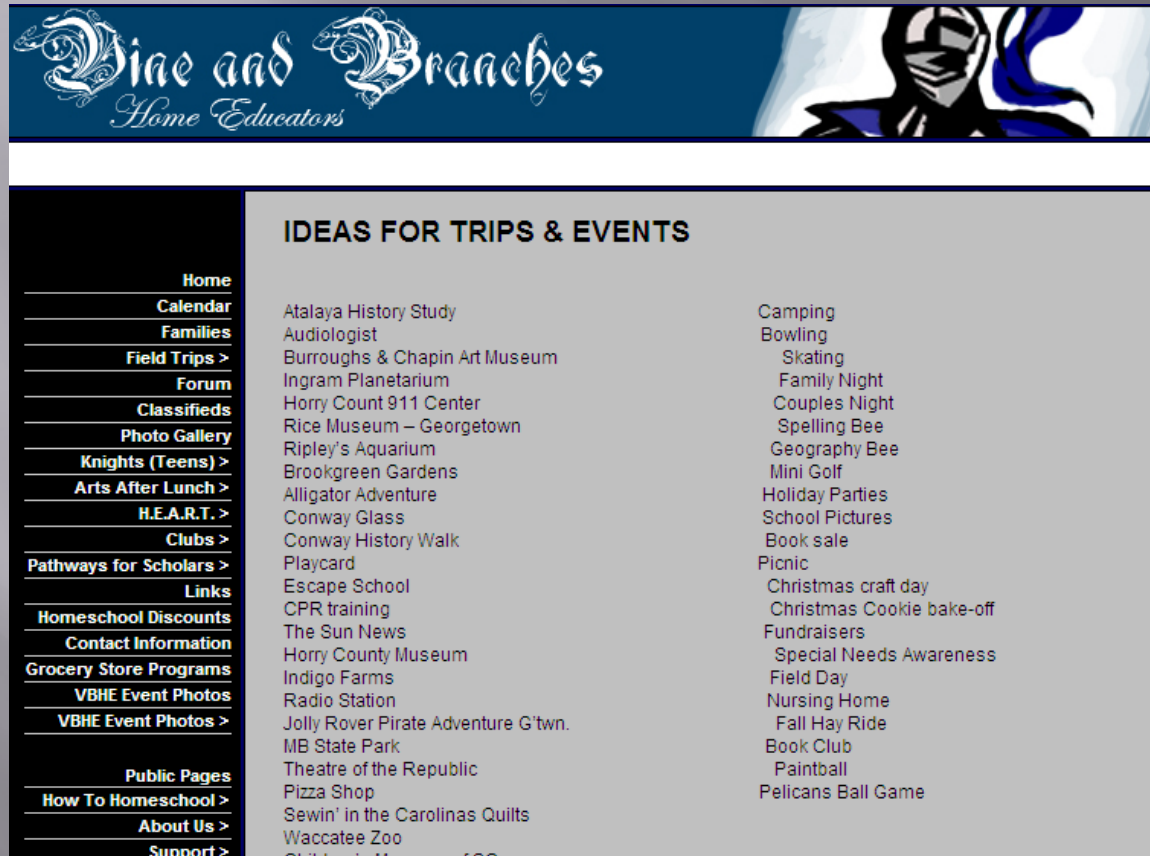 Vine and Branches
Home Educators
IDEAS FOR TRIPS & EVENTS
Home
Calendar
Families
Field Trips >
Forum
Classifieds
Photo Gallery
Knights (Teens) >
Arts After Lunch >
H.E.A.R.T. >
Clubs >
Pathways for Scholars >
Links
Homeschool Discounts
Contact Information
Grocery Store Programs
VBHE Event Photos
VBHE Event Photos >
Public Pages
How To Homeschool >
About Us >
Support >
Atalaya History Study
Audiologist
Burroughs & Chapin Art Museum
Ingram Planetarium
Horry Count 911 Center
Rice Museum – Georgetown
Ripley's Aquarium
Brookgreen Gardens
Alligator Adventure
Conway Glass
Conway History Walk
Playcard
Escape School
CPR training
The Sun News
Horry County Museum
Indigo Farms
Radio Station
Jolly Rover Pirate Adventure G'twn.
MB State Park
Theatre of the Republic
Pizza Shop
Sewin' in the Carolinas Quilts
Waccatee Zoo
Camping
Bowling
Skating
Family Night
Couples Night
Spelling Bee
Geography Bee
Mini Golf
Holiday Parties
School Pictures
Book sale
Picnic
Christmas craft day
Christmas Cookie bake-off
Fundraisers
Special Needs Awareness
Field Day
Nursing Home
Fall Hay Ride
Book Club
Paintball
Pelicans Ball Game